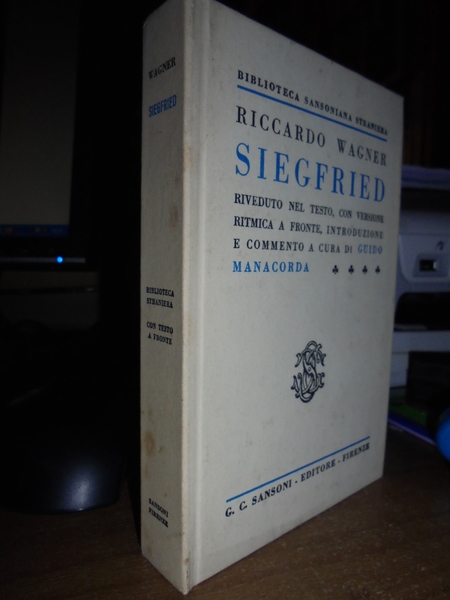 WAGNER
SIEGFRIED
BIBLIOTECA
STRANIERA
CON TESTO
A FRONTE
SANSONI
FIRENZE
BIBLIOTECA SANSONIANA STRANIERA
RICCARDO WAGNER
SIEGFRIED
RIVEDUTO NEL TESTO, CON VERSIONE
RITMICA A FRONTE, INTRODUZIONE
E COMMENTO A CURA DI GUIDO
MANACORDA ♣ ♣ ♣ ♣
G. C. SANSONI - EDITORE - FIRENZE